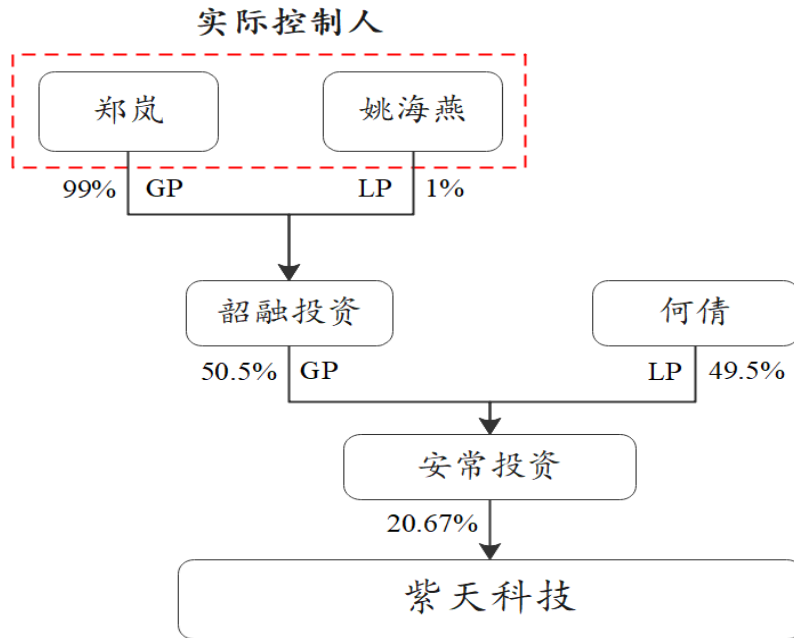 实际控制人
郑岚 姚海燕
99% GP LP 1%
韶融投资 何倩
50.5% GP LP 49.5%
安常投资
20.67%
紫天科技